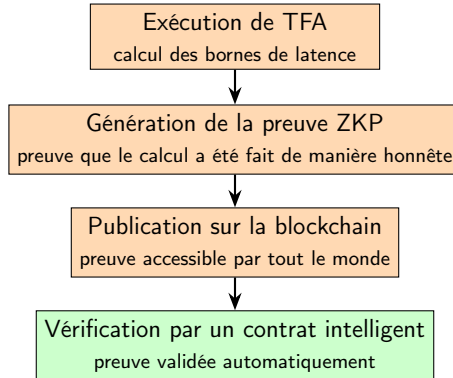 Exécution de TFA
calcul des bornes de latence
Génération de la preuve ZKP
preuve que le calcul a été fait de manière honnête
Publication sur la blockchain
preuve accessible par tout le monde
Vérification par un contrat intelligent
preuve validée automatiquement